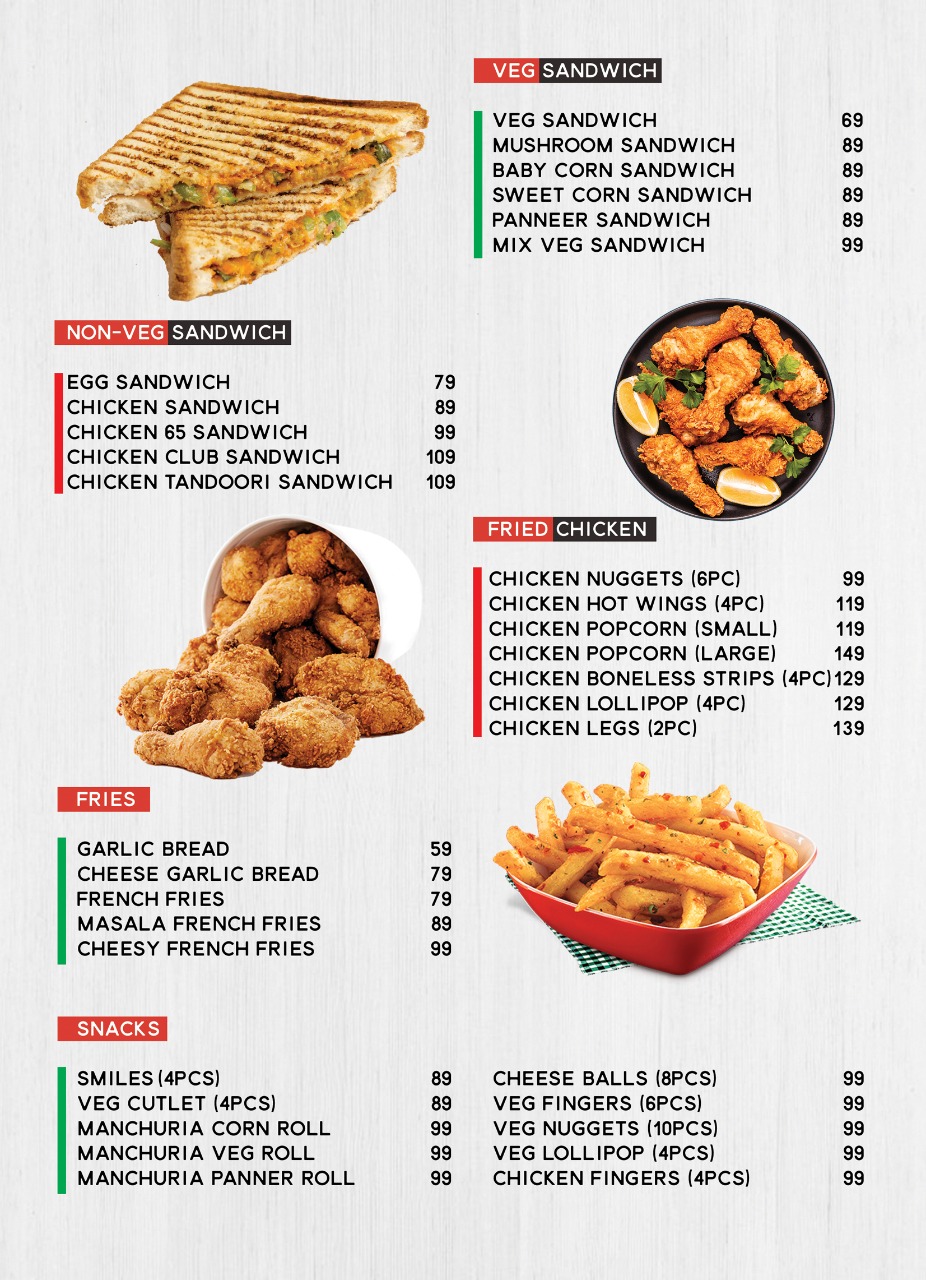 VEG SANDWICH
VEG SANDWICH 69
MUSHROOM SANDWICH 89
BABY CORN SANDWICH 89
SWEET CORN SANDWICH 89
PANNEER SANDWICH 89
MIX VEG SANDWICH 99
NON-VEG SANDWICH
EGG SANDWICH 79
CHICKEN SANDWICH 89
CHICKEN 65 SANDWICH 99
CHICKEN CLUB SANDWICH 109
CHICKEN TANDOORI SANDWICH 109
FRIED CHICKEN
CHICKEN NUGGETS (6PC) 99
CHICKEN HOT WINGS (4PC) 119
CHICKEN POPCORN (SMALL) 119
CHICKEN POPCORN (LARGE) 149
CHICKEN BONELESS STRIPS (4PC) 129
CHICKEN LOLLIPOP (4PC) 129
CHICKEN LEGS (2PC) 139
FRIES
GARLIC BREAD 59
CHEESE GARLIC BREAD 79
FRENCH FRIES 79
MASALA FRENCH FRIES 89
CHEESY FRENCH FRIES 99
SNACKS
SMILES (4PCS) 89
VEG CUTLET (4PCS) 89
MANCHURIA CORN ROLL 99
MANCHURIA VEG ROLL 99
MANCHURIA PANNER ROLL 99
CHEESE BALLS (8PCS) 99
VEG FINGERS (6PCS) 99
VEG NUGGETS (10PCS) 99
VEG LOLLIPOP (4PCS) 99
CHICKEN FINGERS (4PCS) 99